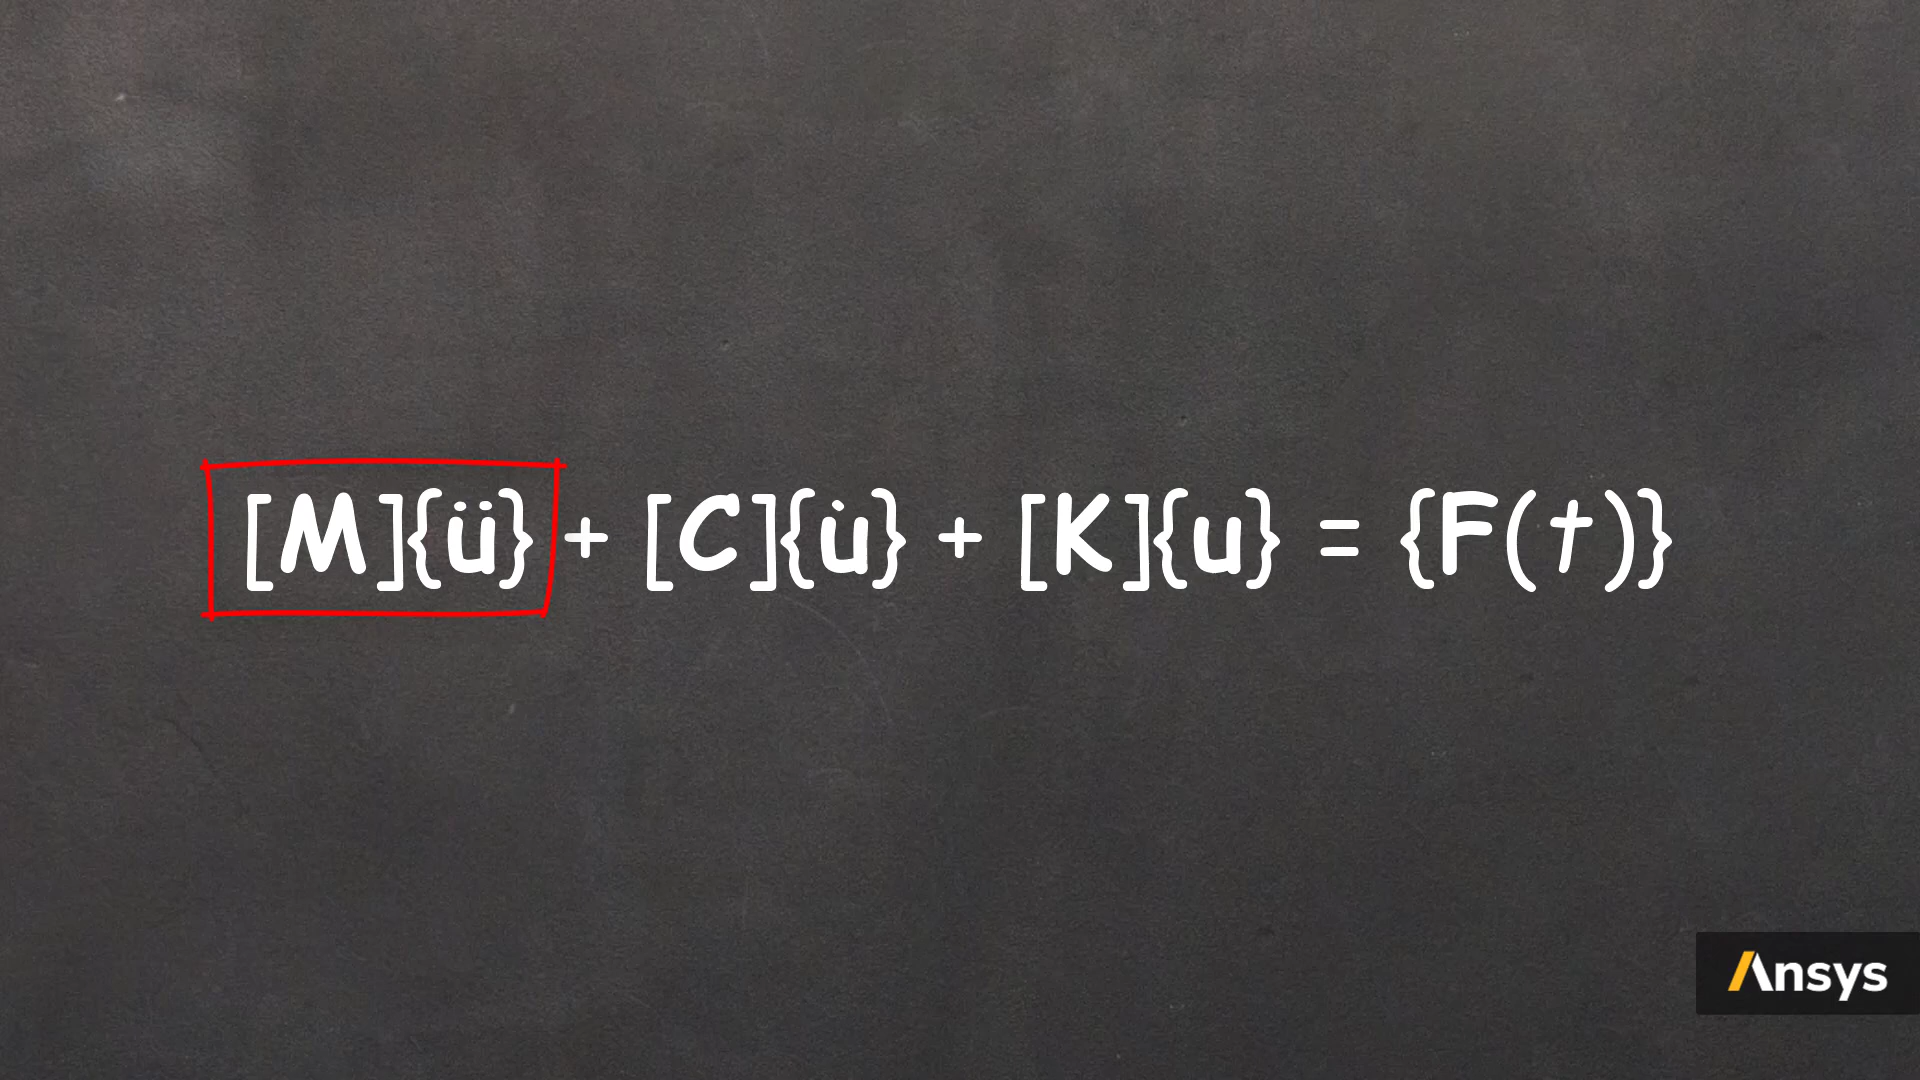 [M]{ü} + [C]{u̇} + [K]{u} = {F(t)}
Ansys